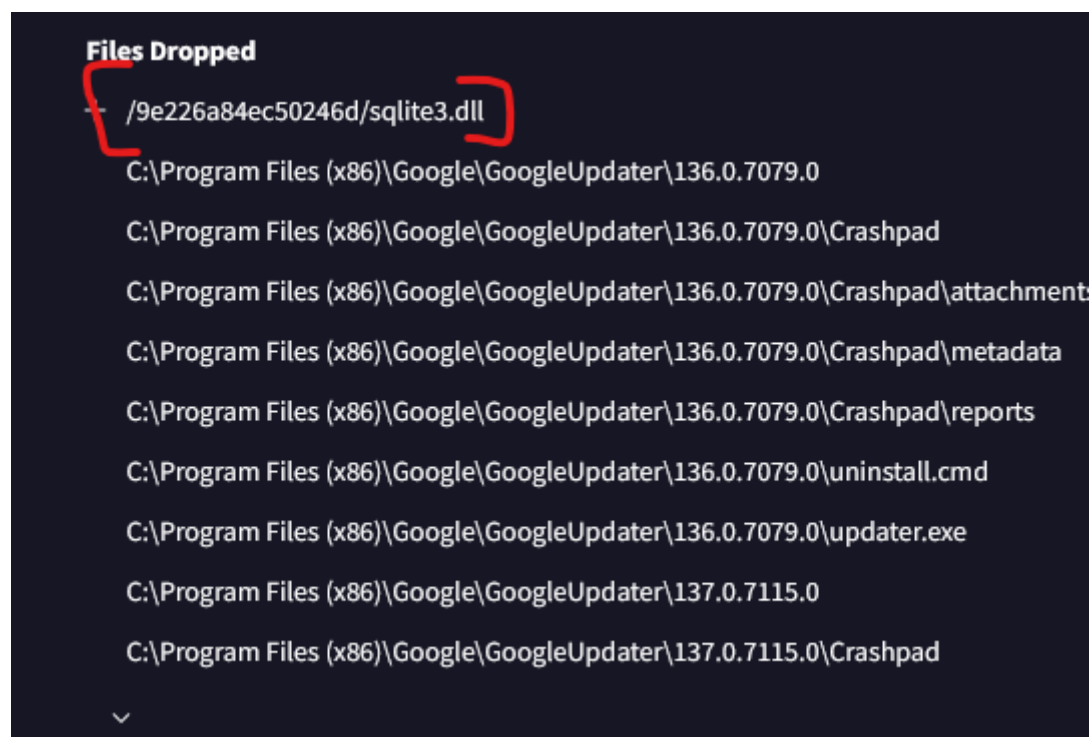 Files Dropped
+ /9e226a84ec50246d/sqlite3.dll
C:\Program Files (x86)\Google\GoogleUpdater\136.0.7079.0
C:\Program Files (x86)\Google\GoogleUpdater\136.0.7079.0\Crashpad
C:\Program Files (x86)\Google\GoogleUpdater\136.0.7079.0\Crashpad\attachments
C:\Program Files (x86)\Google\GoogleUpdater\136.0.7079.0\Crashpad\metadata
C:\Program Files (x86)\Google\GoogleUpdater\136.0.7079.0\Crashpad\reports
C:\Program Files (x86)\Google\GoogleUpdater\136.0.7079.0\uninstall.cmd
C:\Program Files (x86)\Google\GoogleUpdater\136.0.7079.0\updater.exe
C:\Program Files (x86)\Google\GoogleUpdater\137.0.7115.0
C:\Program Files (x86)\Google\GoogleUpdater\137.0.7115.0\Crashpad